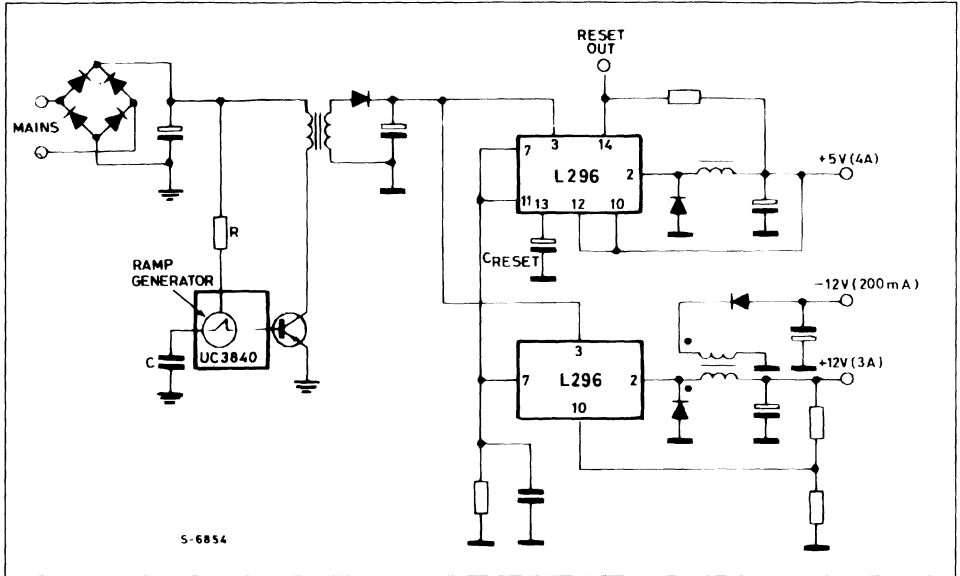 RESET
OUT
MAINS
3
14
7
L296
2
+5V(4A)
11
13
12
10
CRESET
R
RAMP
GENERATOR
UC3840
C
-12V(200mA)
3
7
L296
2
+12V(3A)
10
S-6854